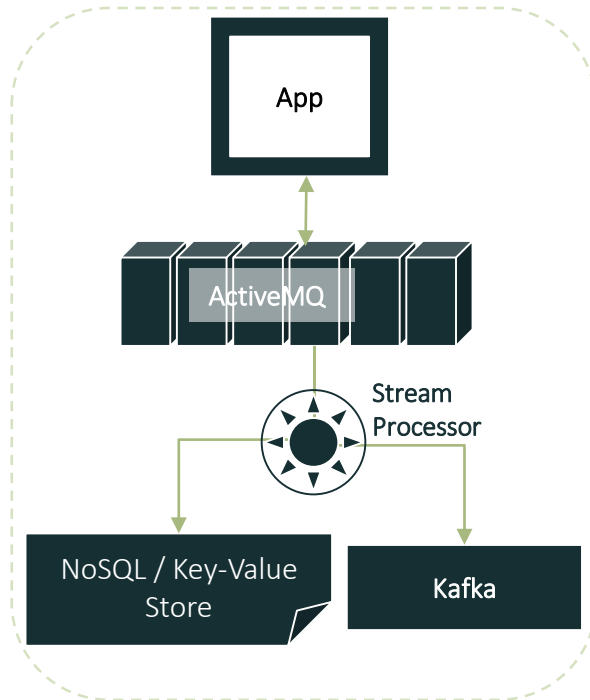 App
ActiveMQ
Stream
Processor
NoSQL / Key-Value
Store
Kafka